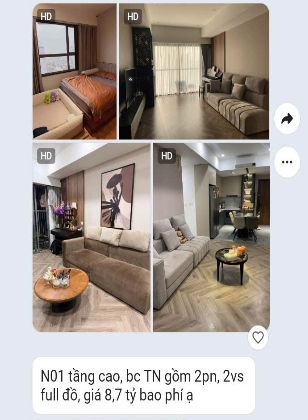 HD
HD
HD
HD
N01 tầng cao, bc TN gồm 2pn, 2vs
full đồ, giá 8,7 tỷ bao phí ạ